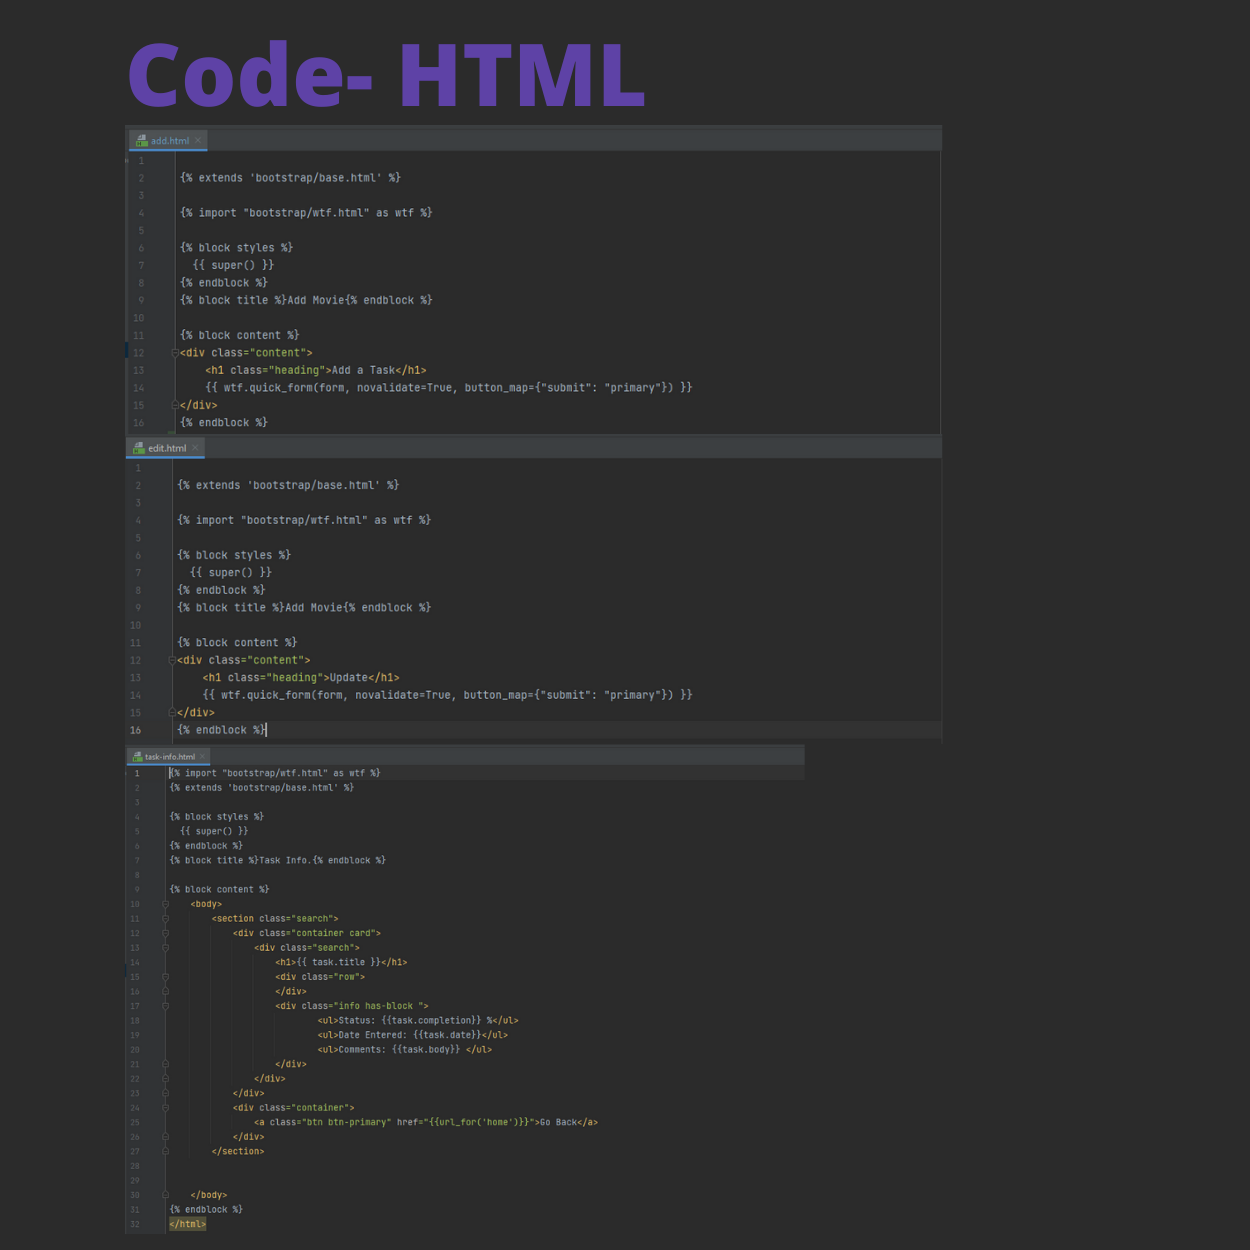 Code- HTML
add.html
1
2 {% extends 'bootstrap/base.html' %}
3
4 {% import "bootstrap/wtf.html" as wtf %}
5
6 {% block styles %}
7 {{ super() }}
8 {% endblock %}
9 {% block title %}Add Movie{% endblock %}
10
11 {% block content %}
12 <div class="content">
13 <h1 class="heading">Add a Task</h1>
14 {{ wtf.quick_form(form, novalidate=True, button_map={"submit": "primary"}) }}
15 </div>
16 {% endblock %}
edit.html
1
2 {% extends 'bootstrap/base.html' %}
3
4 {% import "bootstrap/wtf.html" as wtf %}
5
6 {% block styles %}
7 {{ super() }}
8 {% endblock %}
9 {% block title %}Add Movie{% endblock %}
10
11 {% block content %}
12 <div class="content">
13 <h1 class="heading">Update</h1>
14 {{ wtf.quick_form(form, novalidate=True, button_map={"submit": "primary"}) }}
15 </div>
16 {% endblock %}
task-info.html
1 {% import "bootstrap/wtf.html" as wtf %}
2 {% extends 'bootstrap/base.html' %}
3
4 {% block styles %}
5 {{ super() }}
6 {% endblock %}
7 {% block title %}Task Info.{% endblock %}
8
9 {% block content %}
10 <body>
11 <section class="search">
12 <div class="container card">
13 <div class="search">
14 <h1>{{ task.title }}</h1>
15 <div class="row">
16 </div>
17 <div class="info has-block ">
18 <ul>Status: {{task.completion}} %</ul>
19 <ul>Date Entered: {{task.date}}</ul>
20 <ul>Comments: {{task.body}} </ul>
21 </div>
22 </div>
23 </div>
24 <div class="container">
25 <a class="btn btn-primary" href="{{url_for('home')}}">Go Back</a>
26 </div>
27 </section>
28
29
30 </body>
31 {% endblock %}
32 </html>